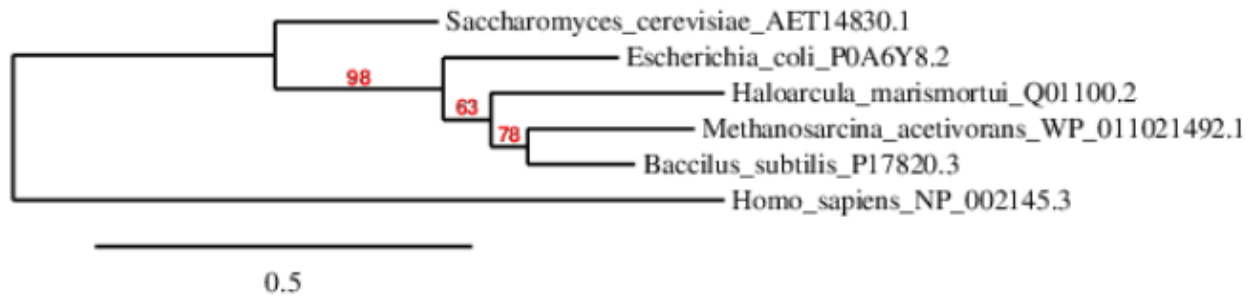 Saccharomyces_cerevisiae_AET14830.1
Escherichia_coli_P0A6Y8.2
98
Haloarcula_marismortui_Q01100.2
63
Methanosarcina_acetivorans_WP_011021492.1
78
Baccilus_subtilis_P17820.3
Homo_sapiens_NP_002145.3
0.5